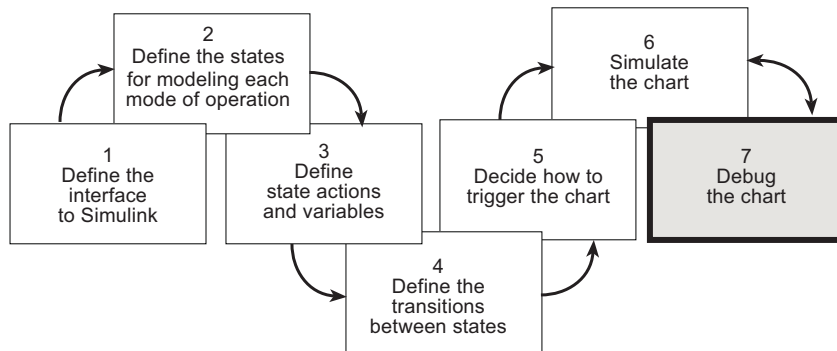 1
Define the
interface
to Simulink
2
Define the states
for modeling each
mode of operation
3
Define
state actions
and variables
4
Define the
transitions
between states
5
Decide how to
trigger the chart
6
Simulate
the chart
7
Debug
the chart